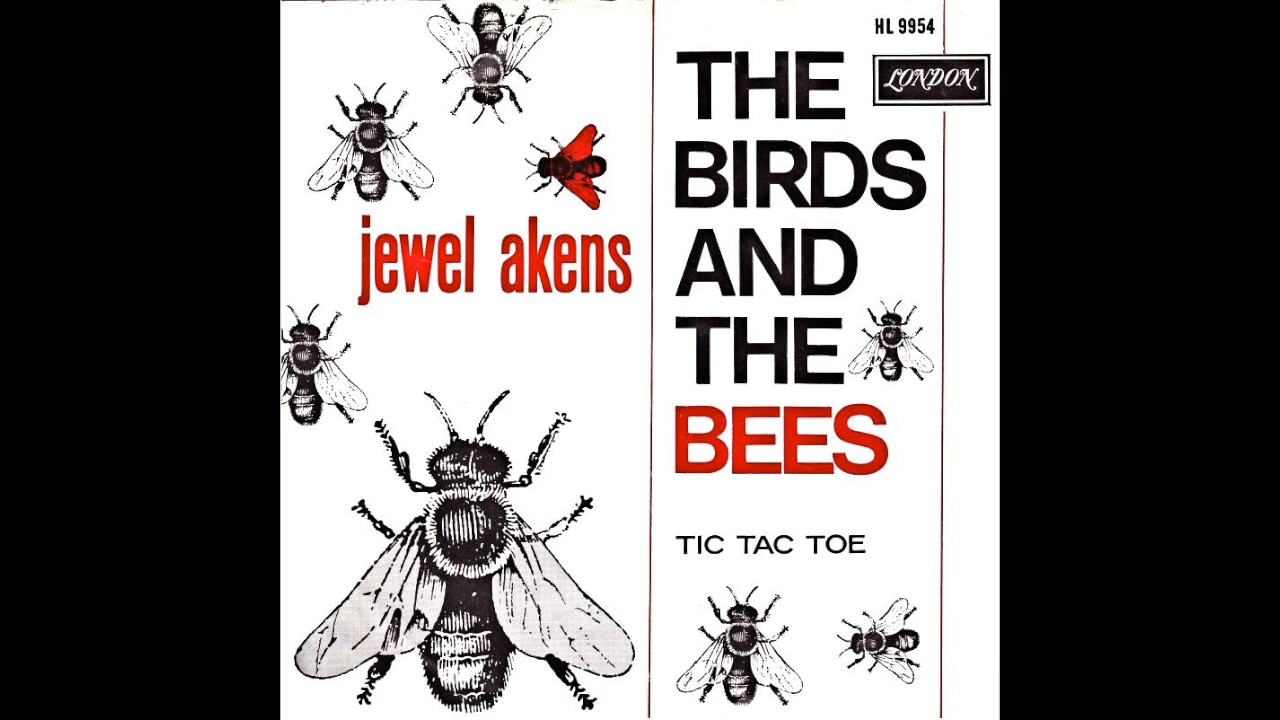 jewel akens
HL 9954
LONDON
THE
BIRDS
AND
THE
BEES
TIC TAC TOE